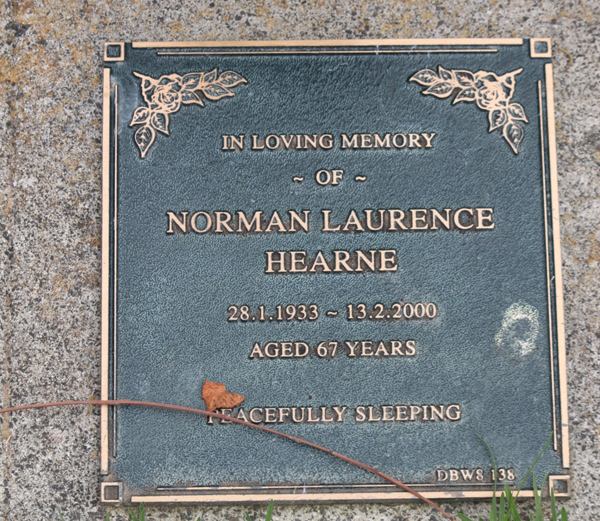 IN LOVING MEMORY
~ OF ~
NORMAN LAURENCE
HEARNE
28.1.1933 ~ 13.2.2000
AGED 67 YEARS
PEACEFULLY SLEEPING
DBWS 138